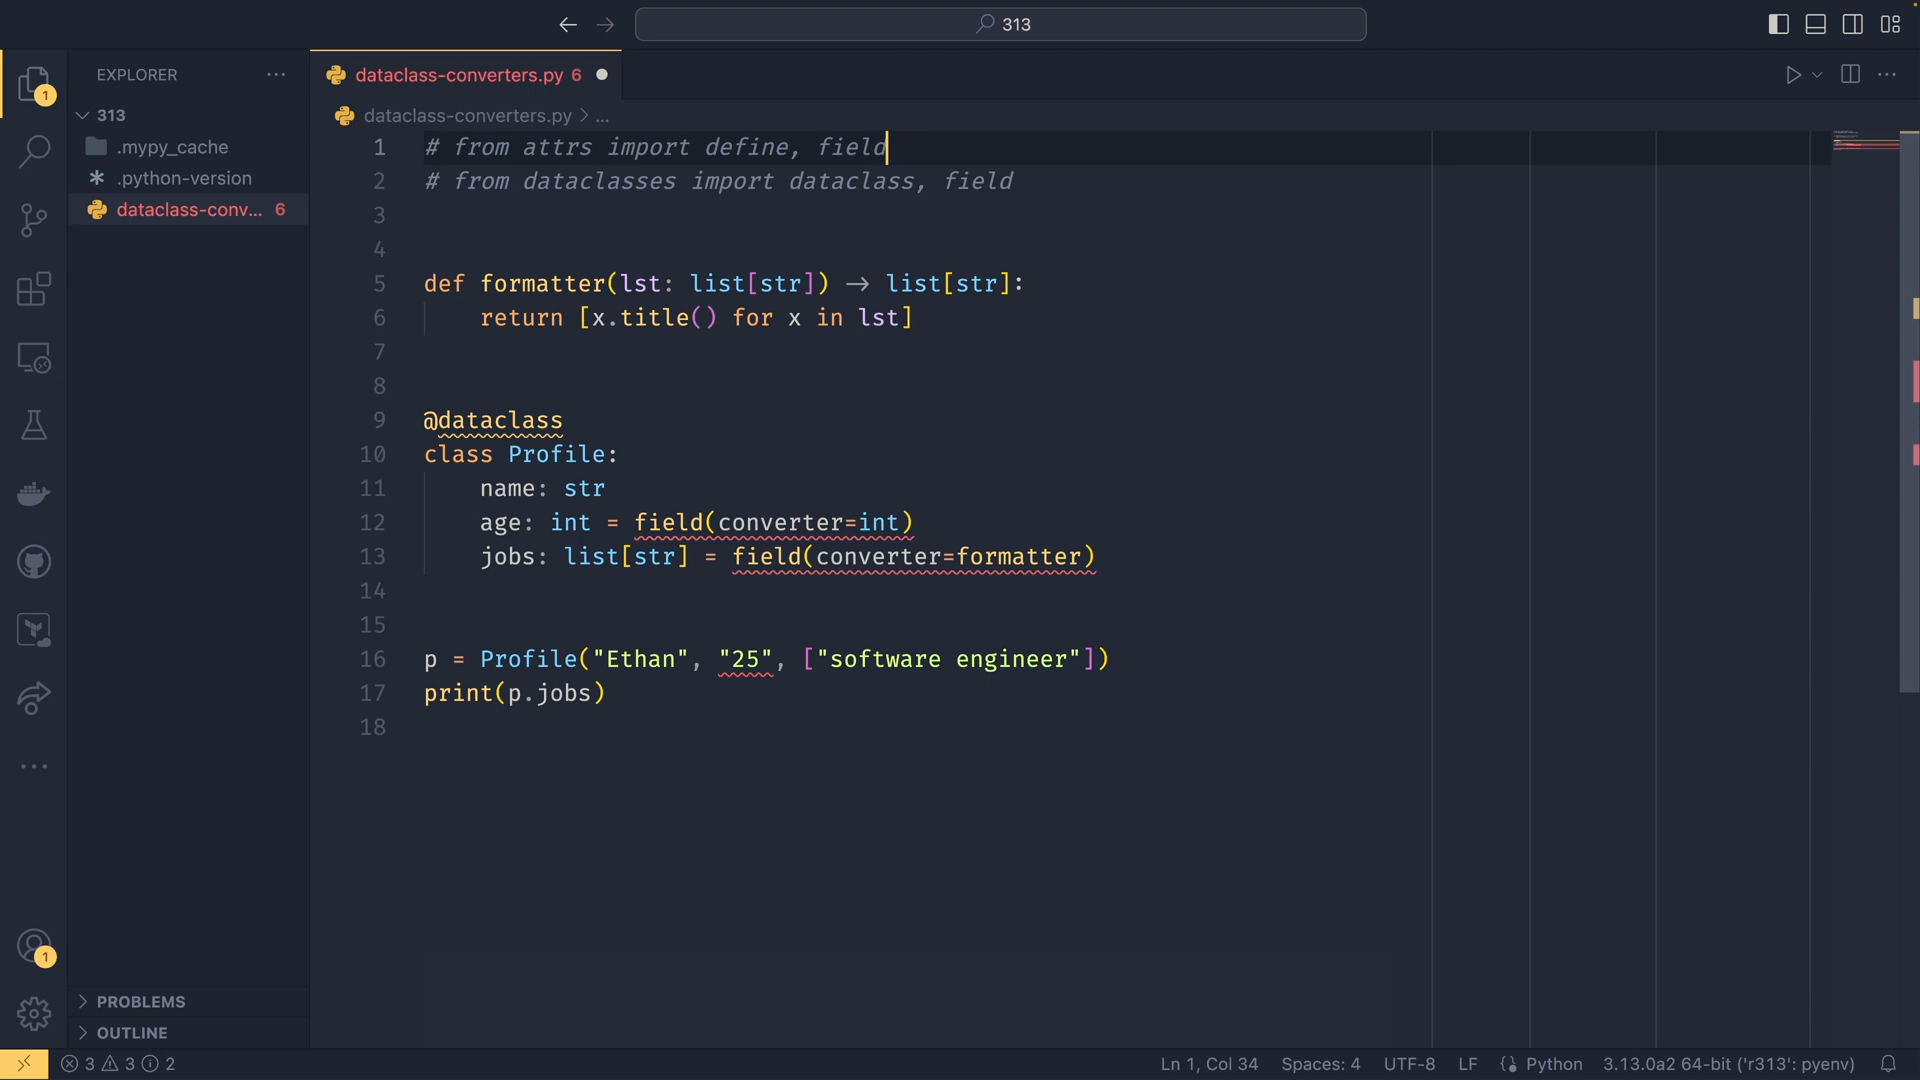 313
EXPLORER
dataclass-converters.py 6
1
313
dataclass-converters.py > ...
.mypy_cache
.python-version
dataclass-conv... 6
1 # from attrs import define, field
2 # from dataclasses import dataclass, field
3
4
5 def formatter(lst: list[str]) → list[str]:
6 return [x.title() for x in lst]
7
8
9 @dataclass
10 class Profile:
11 name: str
12 age: int = field(converter=int)
13 jobs: list[str] = field(converter=formatter)
14
15
16 p = Profile("Ethan", "25", ["software engineer"])
17 print(p.jobs)
18
1
PROBLEMS
OUTLINE
3 3 2
Ln 1, Col 34 Spaces: 4 UTF-8 LF Python 3.13.0a2 64-bit ('r313': pyenv)